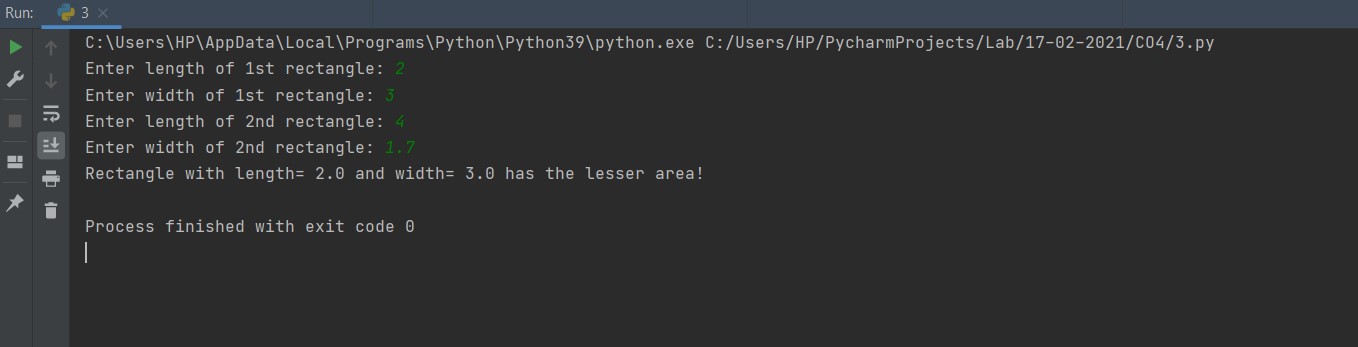 Run: 3
C:\Users\HP\AppData\Local\Programs\Python\Python39\python.exe C:/Users/HP/PycharmProjects/Lab/17-02-2021/CO4/3.py
Enter length of 1st rectangle: 2
Enter width of 1st rectangle: 3
Enter length of 2nd rectangle: 4
Enter width of 2nd rectangle: 1.7
Rectangle with length= 2.0 and width= 3.0 has the lesser area!
Process finished with exit code 0